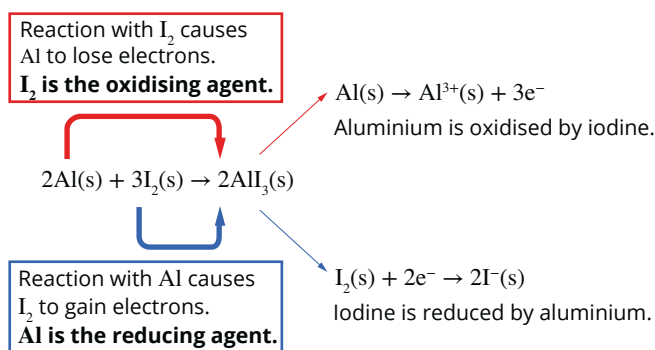 Reaction with I₂ causes
Al to lose electrons.
I₂ is the oxidising agent.
Al(s) → Al³⁺(s) + 3e⁻
Aluminium is oxidised by iodine.
2Al(s) + 3I₂(s) → 2AlI₃(s)
Reaction with Al causes
I₂ to gain electrons.
Al is the reducing agent.
I₂(s) + 2e⁻ → 2I⁻(s)
Iodine is reduced by aluminium.